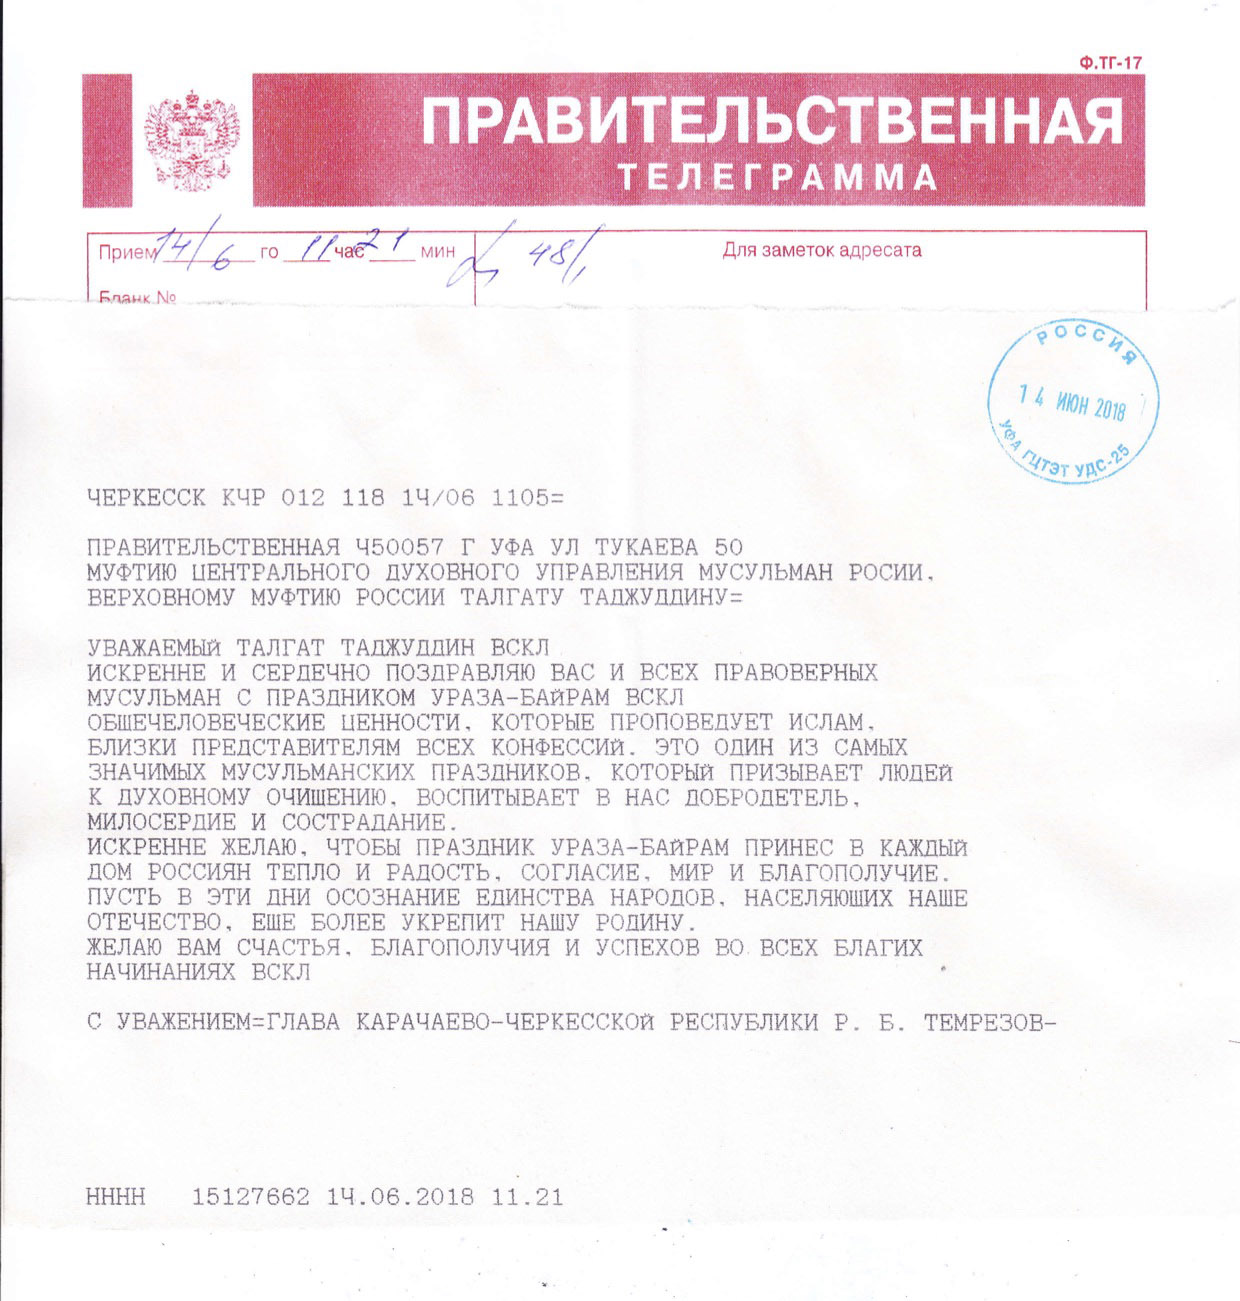 Ф.ТГ-17
ПРАВИТЕЛЬСТВЕННАЯ
ТЕЛЕГРАММА
Прием 14/6 го 11 час 21 мин
48/,
Для заметок адресата
Бланк №
РОССИЯ
14 ИЮН 2018
УФА ГЦТЭТ УДС-25
ЧЕРКЕССК КЧР 012 118 1Ч/06 1105=
ПРАВИТЕЛЬСТВЕННАЯ Ч50057 Г УФА УЛ ТУКАЕВА 50
МУФТИЮ ЦЕНТРАЛЬНОГО ДУХОВНОГО УПРАВЛЕНИЯ МУСУЛЬМАН РОСИИ,
ВЕРХОВНОМУ МУФТИЮ РОССИИ ТАЛГАТУ ТАДЖУДДИНУ=
УВАЖАЕМЫЙ ТАЛГАТ ТАДЖУДДИН ВСКЛ
ИСКРЕННЕ И СЕРДЕЧНО ПОЗДРАВЛЯЮ ВАС И ВСЕХ ПРАВОВЕРНЫХ
МУСУЛЬМАН С ПРАЗДНИКОМ УРАЗА-БАЙРАМ ВСКЛ
ОБШЕЧЕЛОВЕЧЕСКИЕ ЦЕННОСТИ, КОТОРЫЕ ПРОПОВЕДУЕТ ИСЛАМ,
БЛИЗКИ ПРЕДСТАВИТЕЛЯМ ВСЕХ КОНФЕССИЙ. ЭТО ОДИН ИЗ САМЫХ
ЗНАЧИМЫХ МУСУЛЬМАНСКИХ ПРАЗДНИКОВ, КОТОРЫЙ ПРИЗЫВАЕТ ЛЮДЕЙ
К ДУХОВНОМУ ОЧИШЕНИЮ, ВОСПИТЫВАЕТ В НАС ДОБРОДЕТЕЛЬ,
МИЛОСЕРДИЕ И СОСТРАДАНИЕ.
ИСКРЕННЕ ЖЕЛАЮ, ЧТОБЫ ПРАЗДНИК УРАЗА-БАЙРАМ ПРИНЕС В КАЖДЫЙ
ДОМ РОССИЯН ТЕПЛО И РАДОСТЬ, СОГЛАСИЕ, МИР И БЛАГОПОЛУЧИЕ.
ПУСТЬ В ЭТИ ДНИ ОСОЗНАНИЕ ЕДИНСТВА НАРОДОВ, НАСЕЛЯЮШИХ НАШЕ
ОТЕЧЕСТВО, ЕШЕ БОЛЕЕ УКРЕПИТ НАШУ РОДИНУ.
ЖЕЛАЮ ВАМ СЧАСТЬЯ, БЛАГОПОЛУЧИЯ И УСПЕХОВ ВО ВСЕХ БЛАГИХ
НАЧИНАНИЯХ ВСКЛ
С УВАЖЕНИЕМ=ГЛАВА КАРАЧАЕВО-ЧЕРКЕССКОЙ РЕСПУБЛИКИ Р. Б. ТЕМРЕЗОВ-
НННН 15127662 1Ч.06.2018 11.21